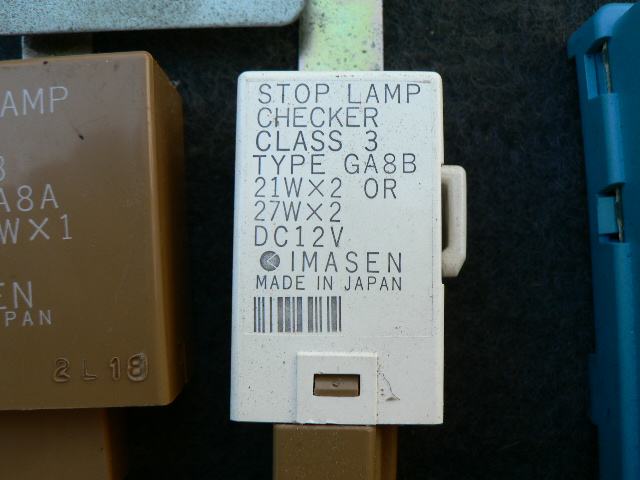 LAMP
A8A
W×1
EN
JAPAN
2L18
STOP LAMP
CHECKER
CLASS 3
TYPE GA8B
21W×2 OR
27W×2
DC12V
IMASEN
MADE IN JAPAN